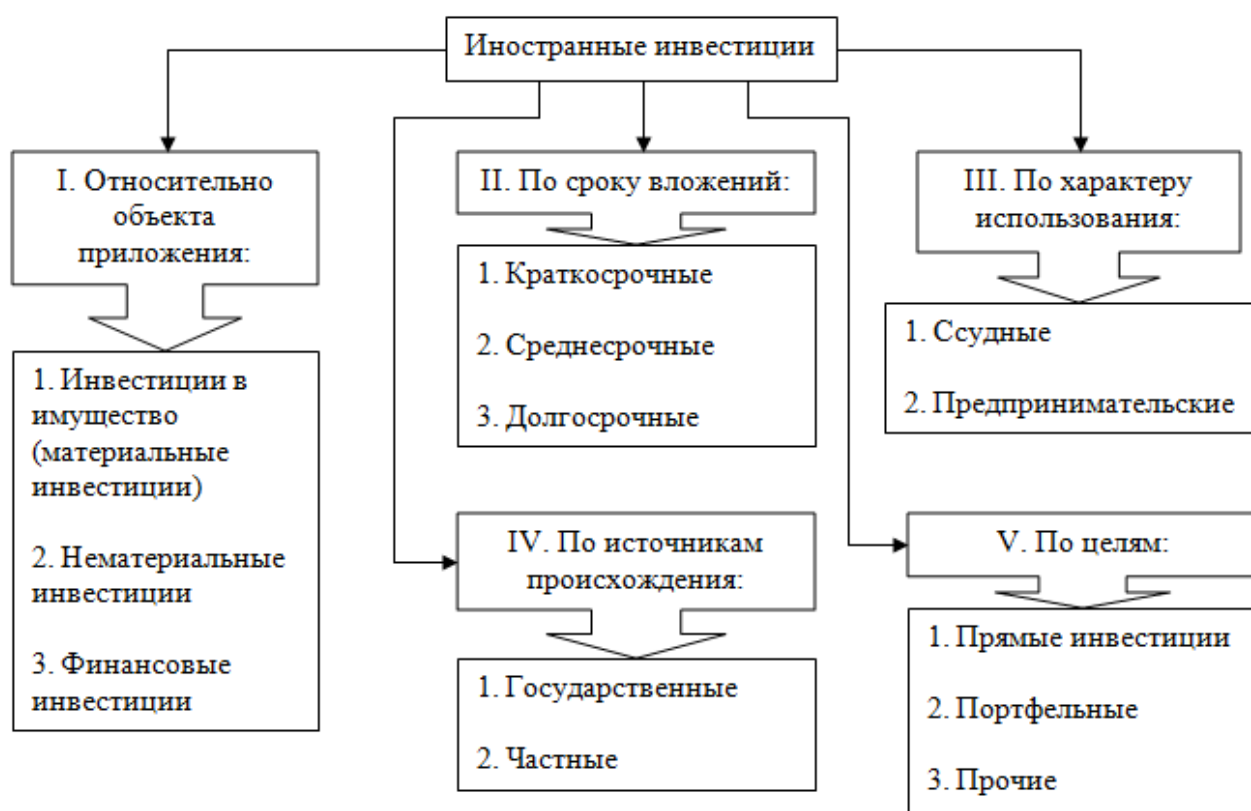 Иностранные инвестиции
I. Относительно
объекта
приложения:
1. Инвестиции в
имущество
(материальные
инвестиции)
2. Нематериальные
инвестиции
3. Финансовые
инвестиции
II. По сроку вложений:
1. Краткосрочные
2. Среднесрочные
3. Долгосрочные
III. По характеру
использования:
1. Ссудные
2. Предпринимательские
IV. По источникам
происхождения:
1. Государственные
2. Частные
V. По целям:
1. Прямые инвестиции
2. Портфельные
3. Прочие